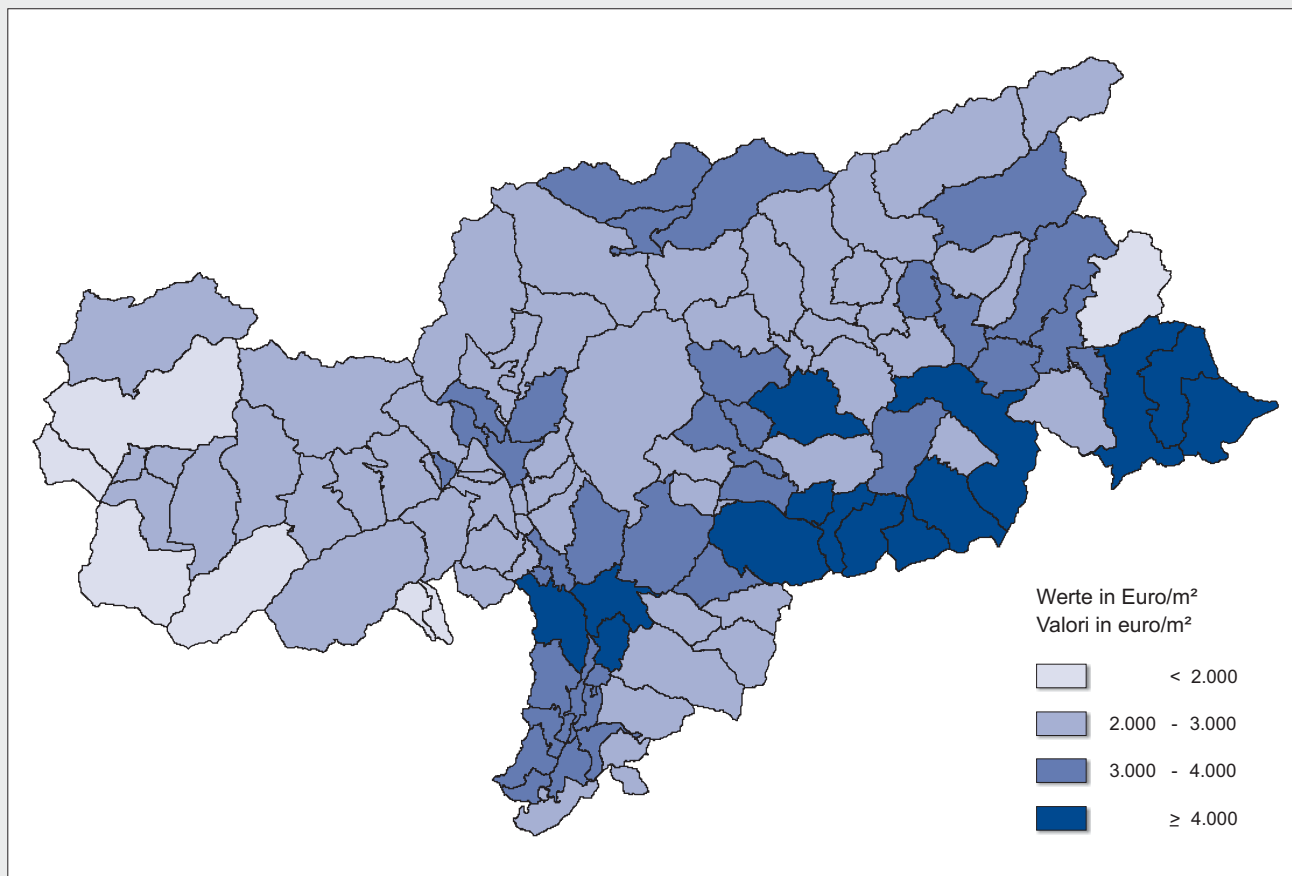 Werte in Euro/m²
Valori in euro/m²
< 2.000
2.000 - 3.000
3.000 - 4.000
≥ 4.000